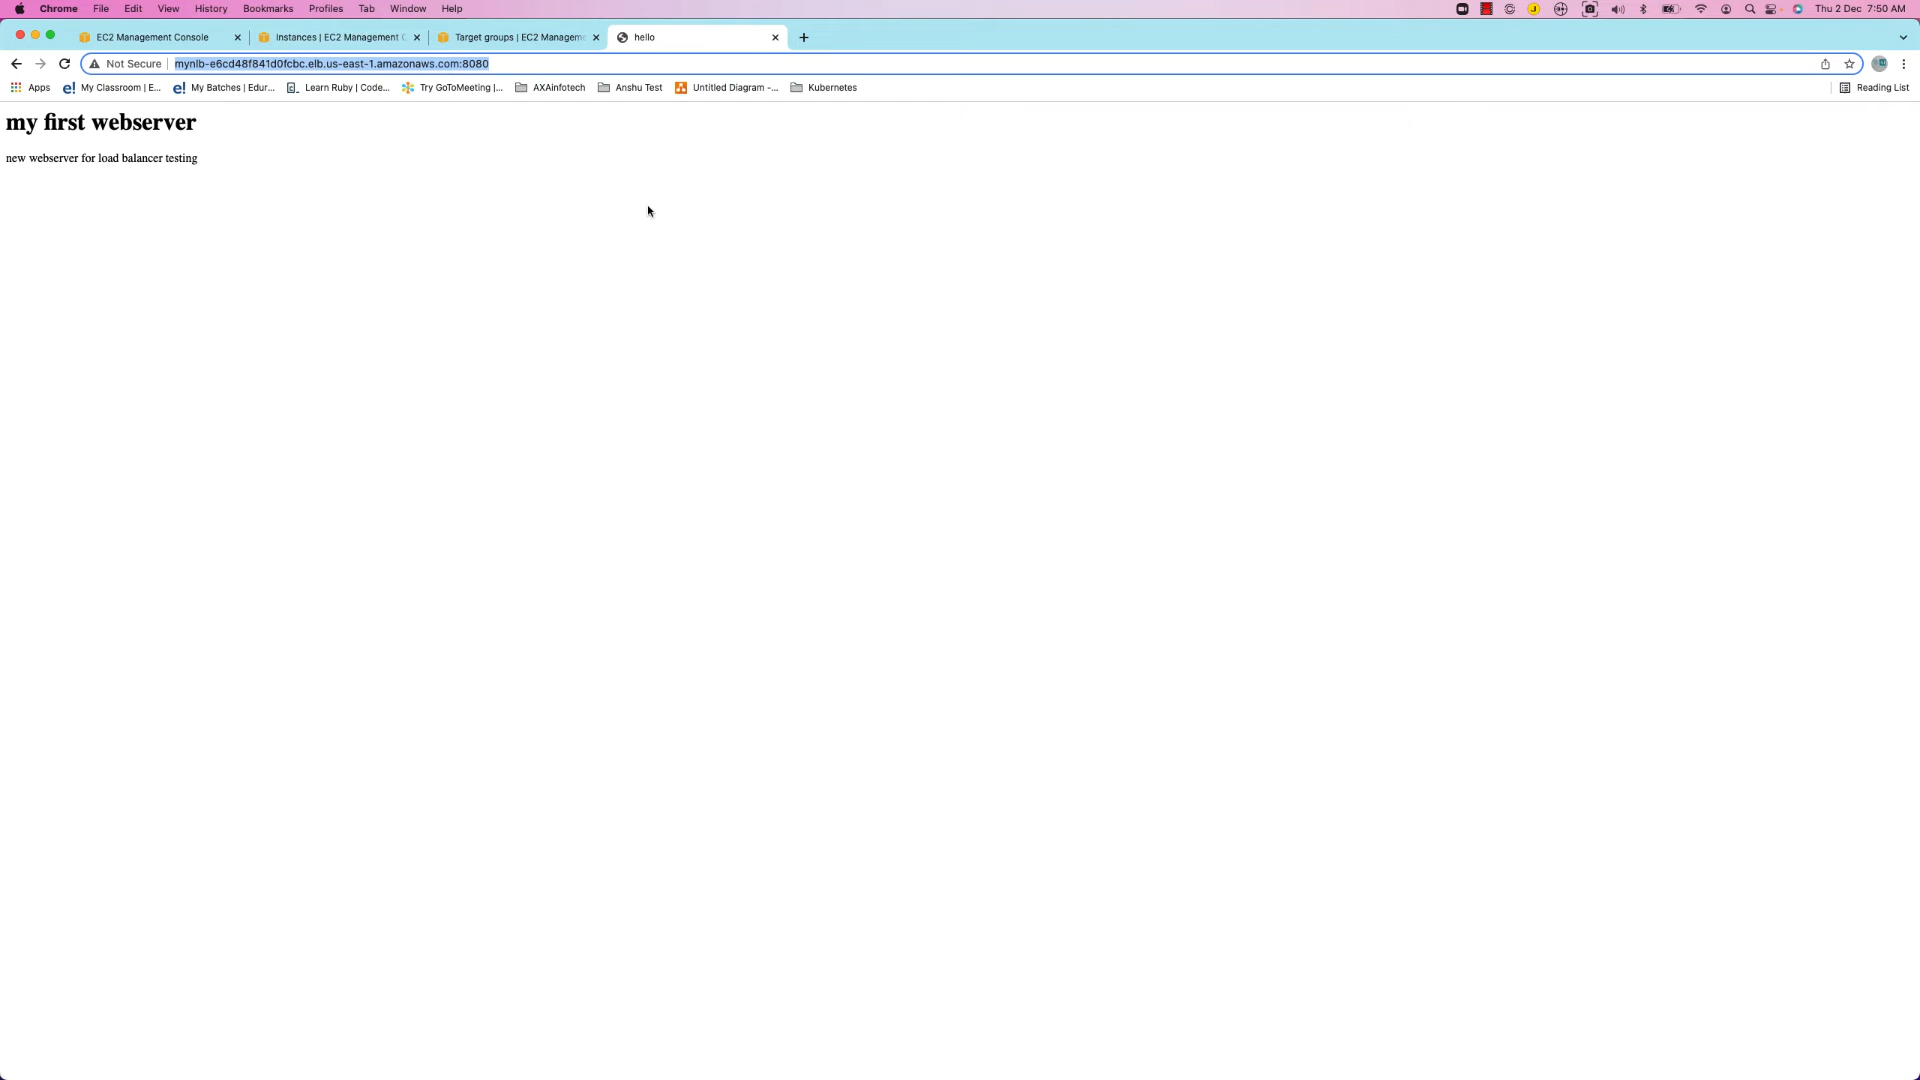 Chrome File Edit View History Bookmarks Profiles Tab Window Help Thu 2 Dec 7:50 AM
EC2 Management Console Instances | EC2 Management C Target groups | EC2 Manageme hello
Not Secure mynlb-e6cd48f841d0fcbc.elb.us-east-1.amazonaws.com:8080
Apps My Classroom | E... My Batches | Edur... Learn Ruby | Code... Try GoToMeeting |... AXAinfotech Anshu Test Untitled Diagram -... Kubernetes Reading List
my first webserver
new webserver for load balancer testing